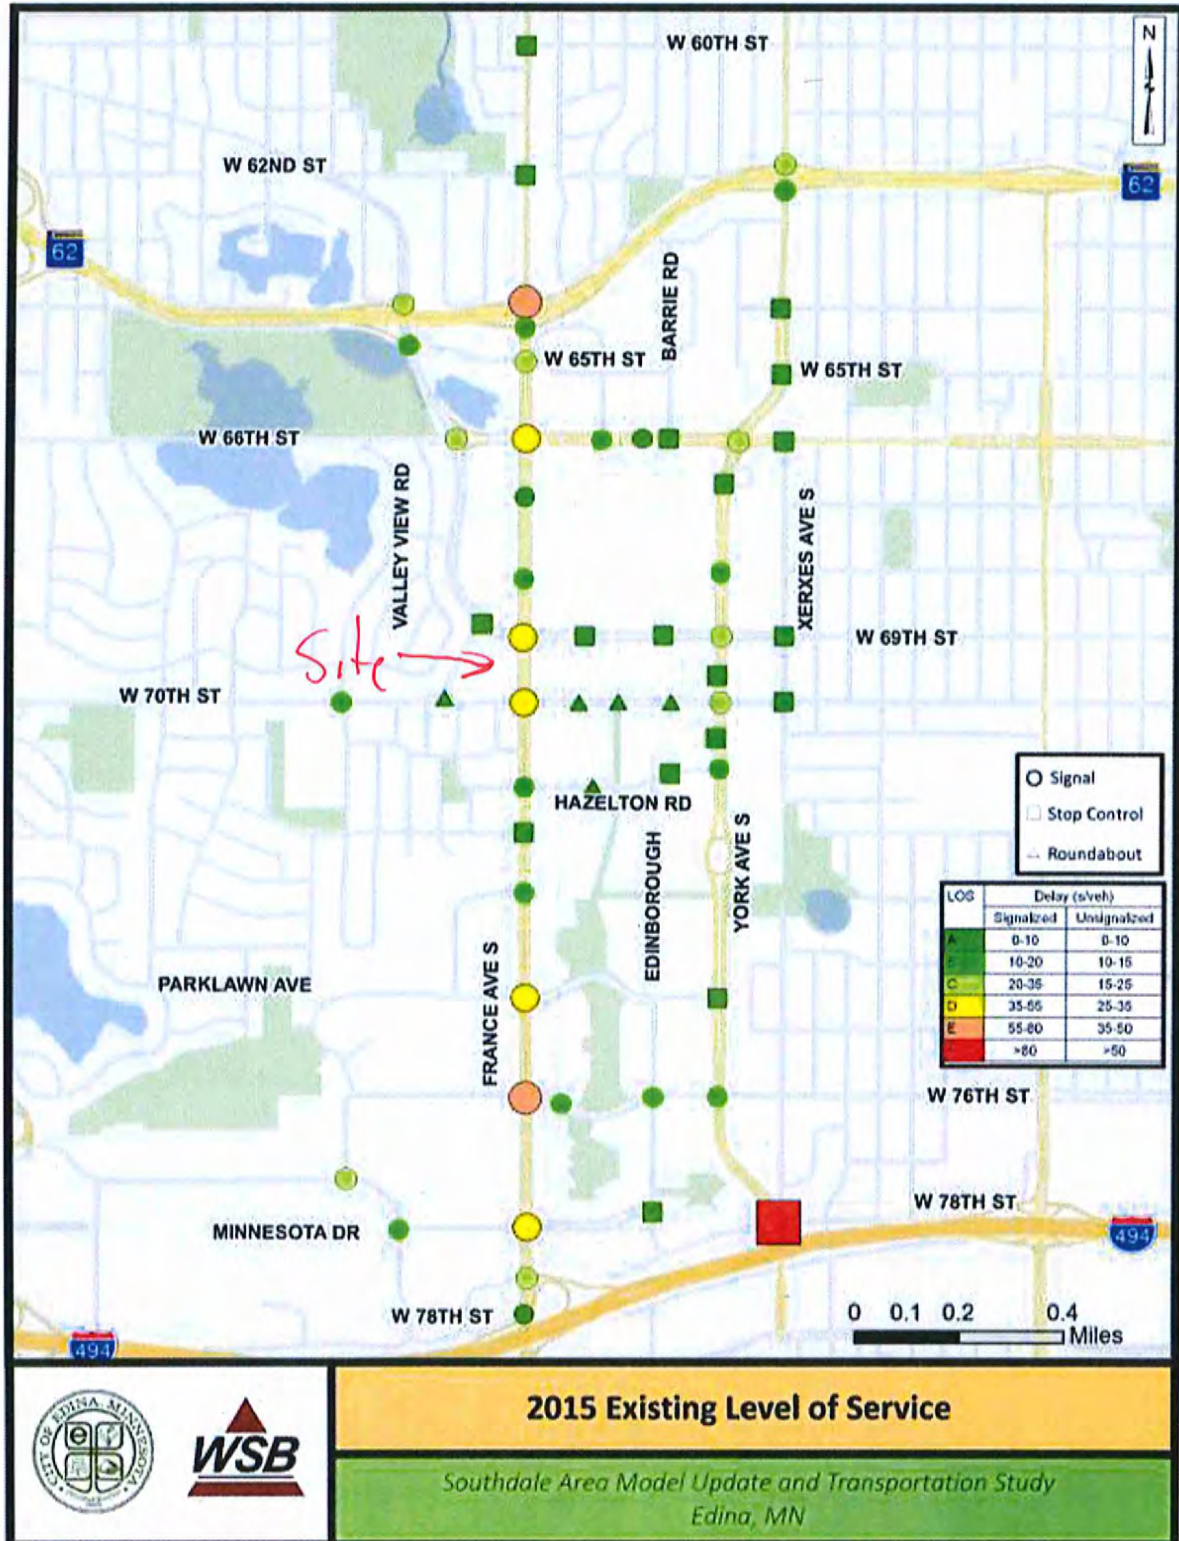 N
W 60TH ST
W 62ND ST
62
62
BARRIE RD
W 65TH ST
W 65TH ST
W 66TH ST
VALLEY VIEW RD
XERXES AVE S
Site
W 69TH ST
W 70TH ST
Signal
Stop Control
Roundabout
HAZELTON RD
EDINBOROUGH
YORK AVE S
LOS Delay (s/veh)
Signalized Unsignalized
A 0-10 0-10
10-20 10-15
C 20-35 15-25
D 35-55 25-35
E 55-80 35-50
>80 >50
PARKLAWN AVE
FRANCE AVE S
W 76TH ST
W 78TH ST
MINNESOTA DR
494
W 78TH ST
0 0.1 0.2 0.4
Miles
494
CITY OF EDINA, MINNESOTA
e
WSB
2015 Existing Level of Service
Southdale Area Model Update and Transportation Study
Edina, MN